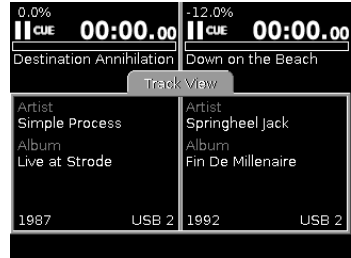 0.0%
CUE 00:00.00
Destination Annihilation
-12.0%
CUE 00:00.00
Down on the Beach
Track View
Artist
Simple Process
Album
Live at Strode
1987 USB 2
Artist
Springheel Jack
Album
Fin De Millenaire
1992 USB 2